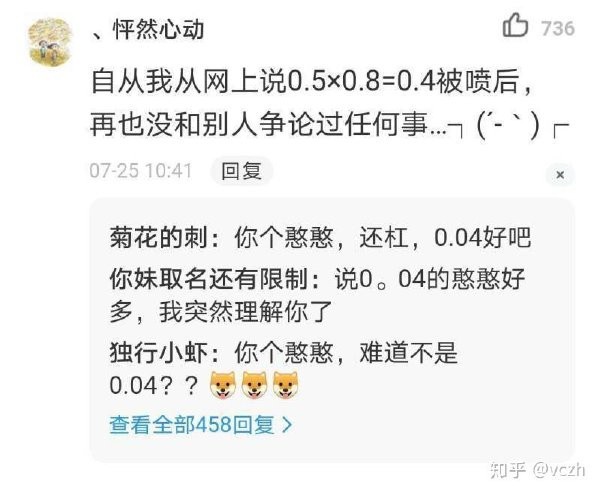 、怦然心动
736
自从我从网上说0.5×0.8=0.4被喷后，
再也没和别人争论过任何事...┐(´-｀)┌
07-25 10:41 回复 ×
菊花的刺：你个憨憨，还杠，0.04好吧
你妹取名还有限制：说0。04的憨憨好
多，我突然理解你了
独行小虾：你个憨憨，难道不是
0.04？？🐶🐶🐶
查看全部458回复 >
知乎 @vczh